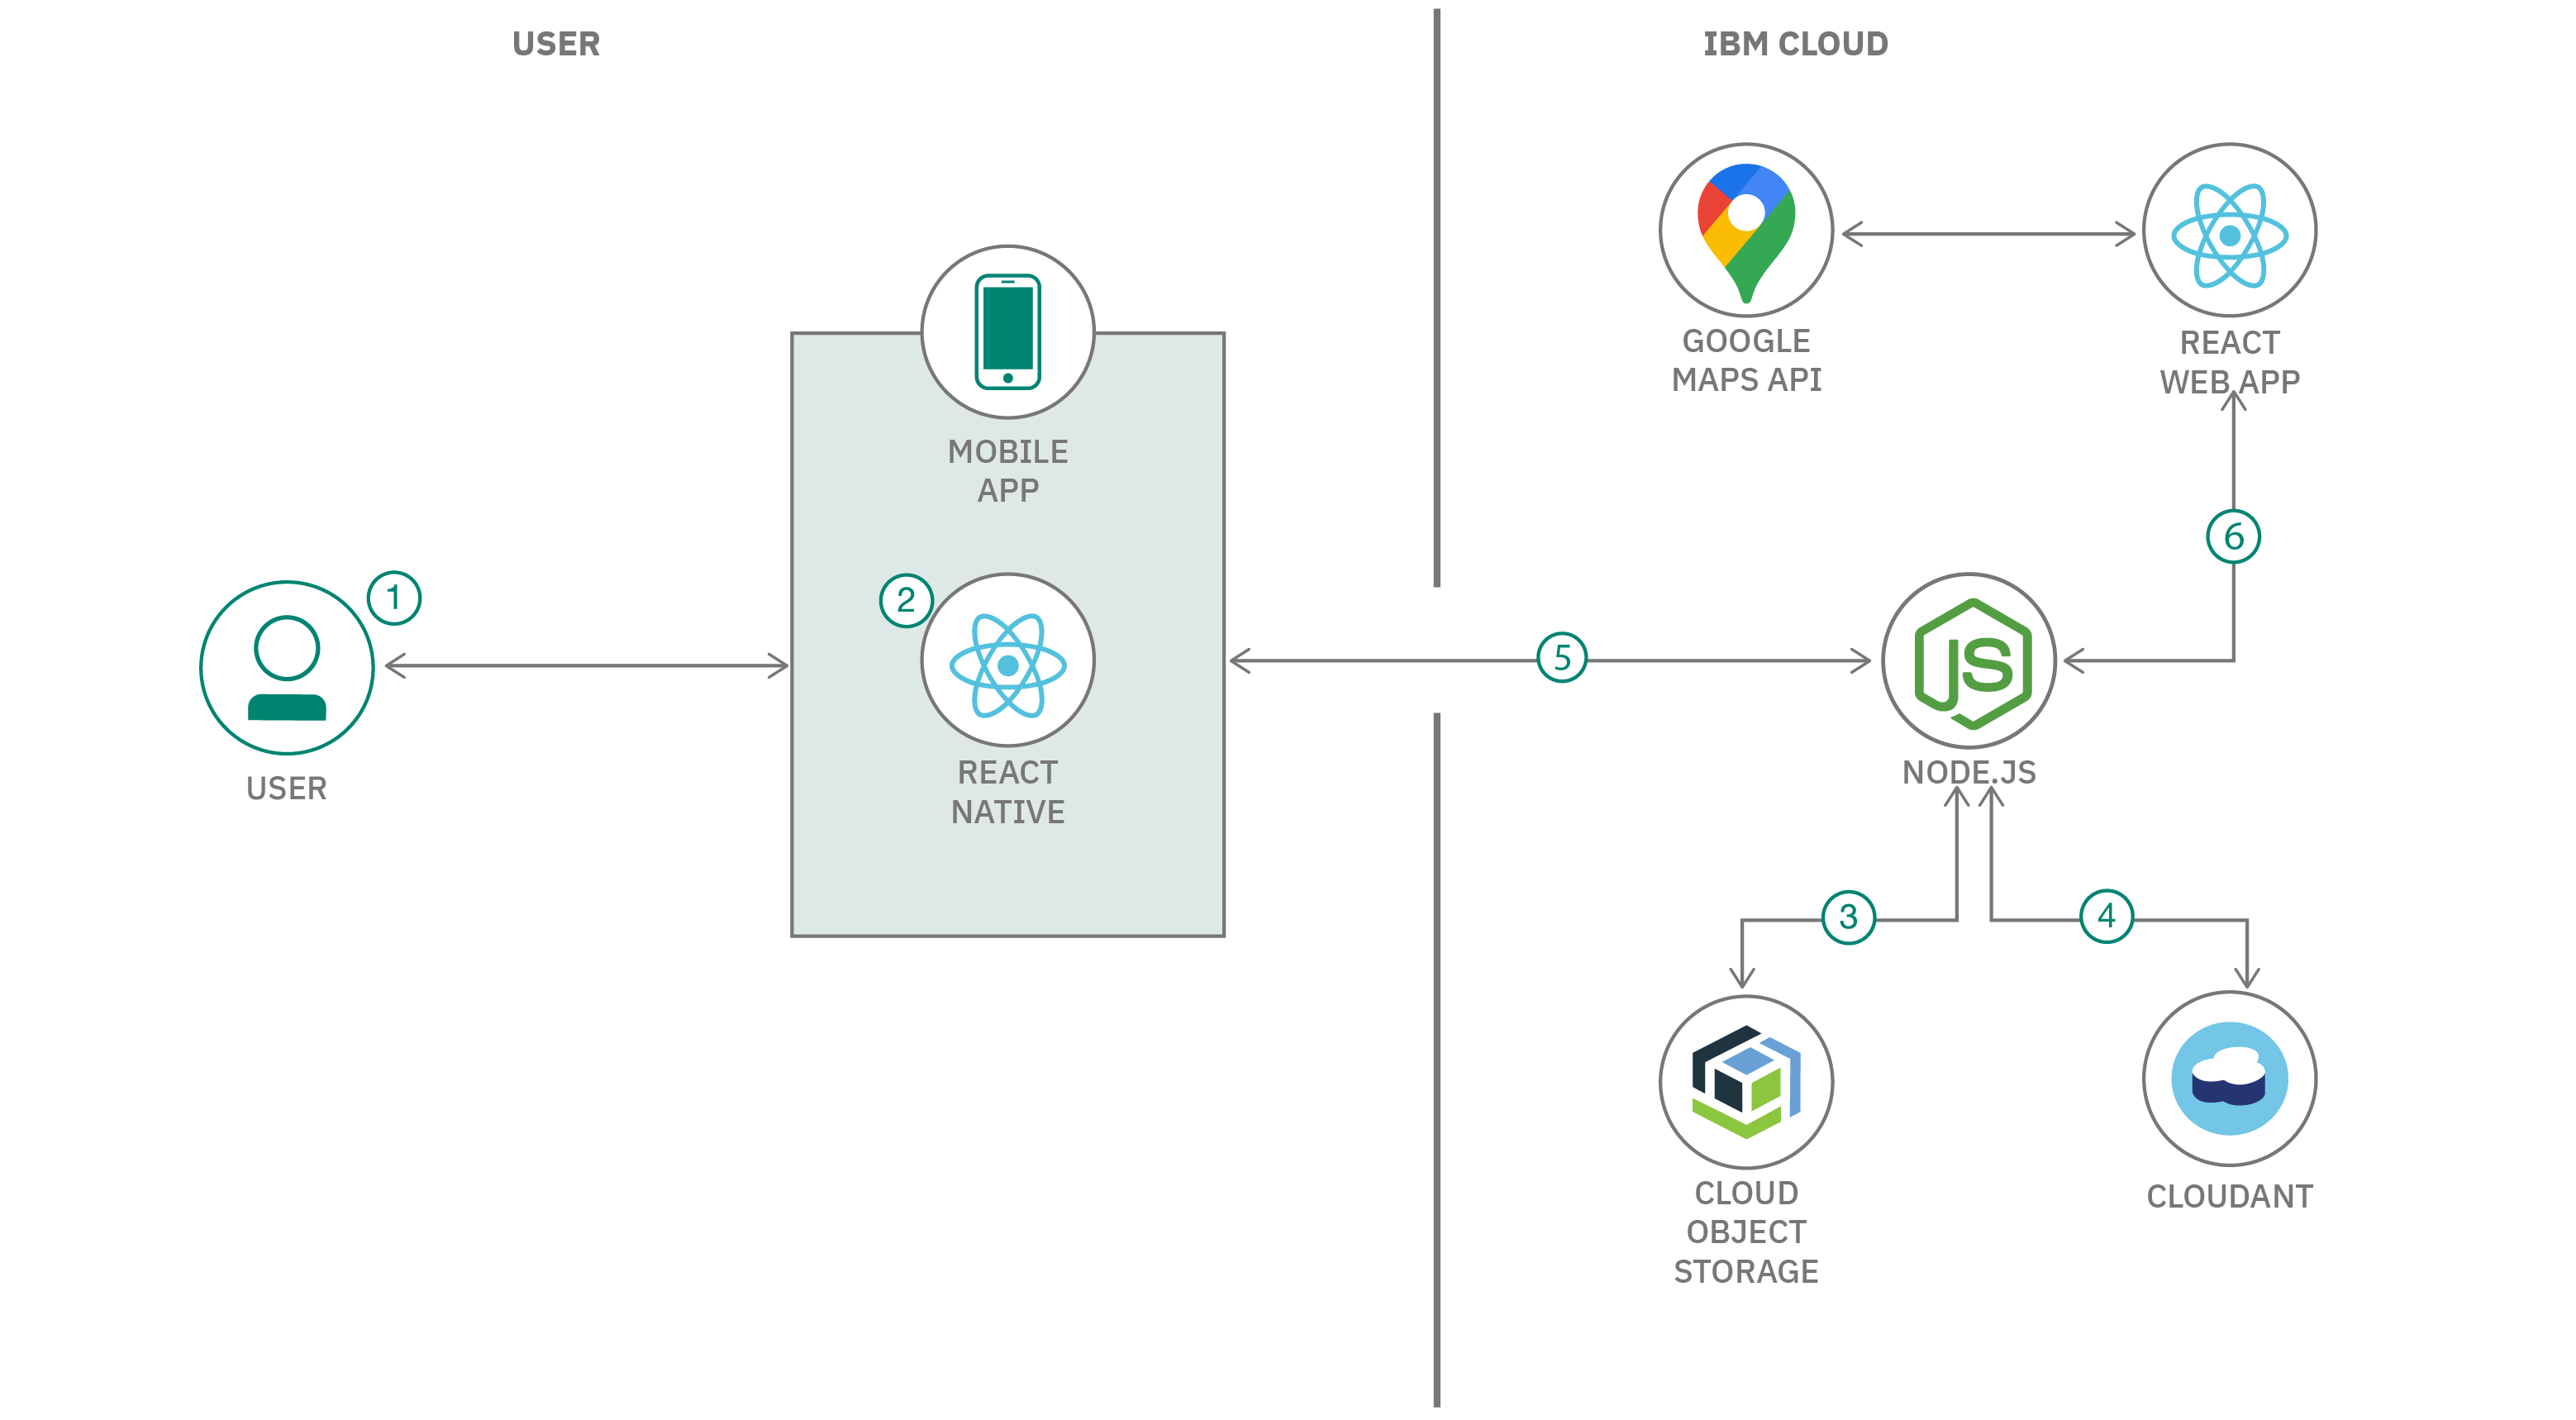 USER
IBM CLOUD
GOOGLE
MAPS API
REACT
WEB APP
MOBILE
APP
1
USER
2
REACT
NATIVE
5
6
JS
NODE.JS
3
4
CLOUD
OBJECT
STORAGE
CLOUDANT